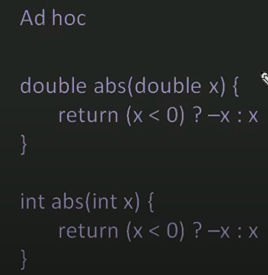 Ad hoc
double abs(double x) {
return (x < 0) ? –x : x
}
int abs(int x) {
return (x < 0) ? –x : x
}